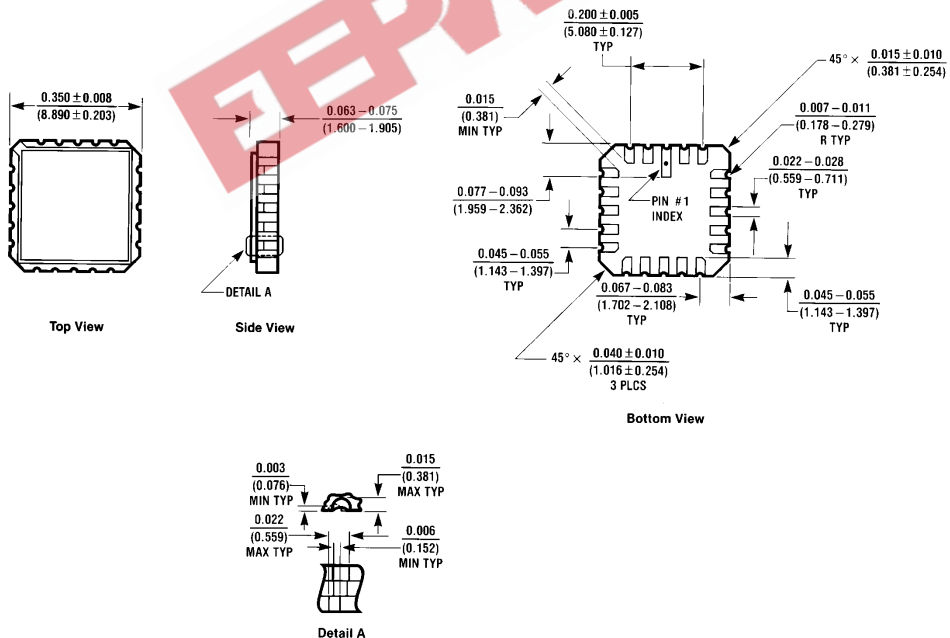 EEPW
0.350 ± 0.008
(8.890 ± 0.203)
0.063 – 0.075
(1.600 – 1.905)
DETAIL A
Top View
Side View
0.200 ± 0.005
(5.080 ± 0.127)
TYP
45° × 0.015 ± 0.010
(0.381 ± 0.254)
0.015
(0.381)
MIN TYP
0.007 – 0.011
(0.178 – 0.279)
R TYP
0.022 – 0.028
(0.559 – 0.711)
TYP
0.077 – 0.093
(1.959 – 2.362)
PIN #1
INDEX
0.045 – 0.055
(1.143 – 1.397)
TYP
0.067 – 0.083
(1.702 – 2.108)
TYP
0.045 – 0.055
(1.143 – 1.397)
TYP
45° × 0.040 ± 0.010
(1.016 ± 0.254)
3 PLCS
Bottom View
0.003
(0.076)
MIN TYP
0.015
(0.381)
MAX TYP
0.022
(0.559)
MAX TYP
0.006
(0.152)
MIN TYP
Detail A